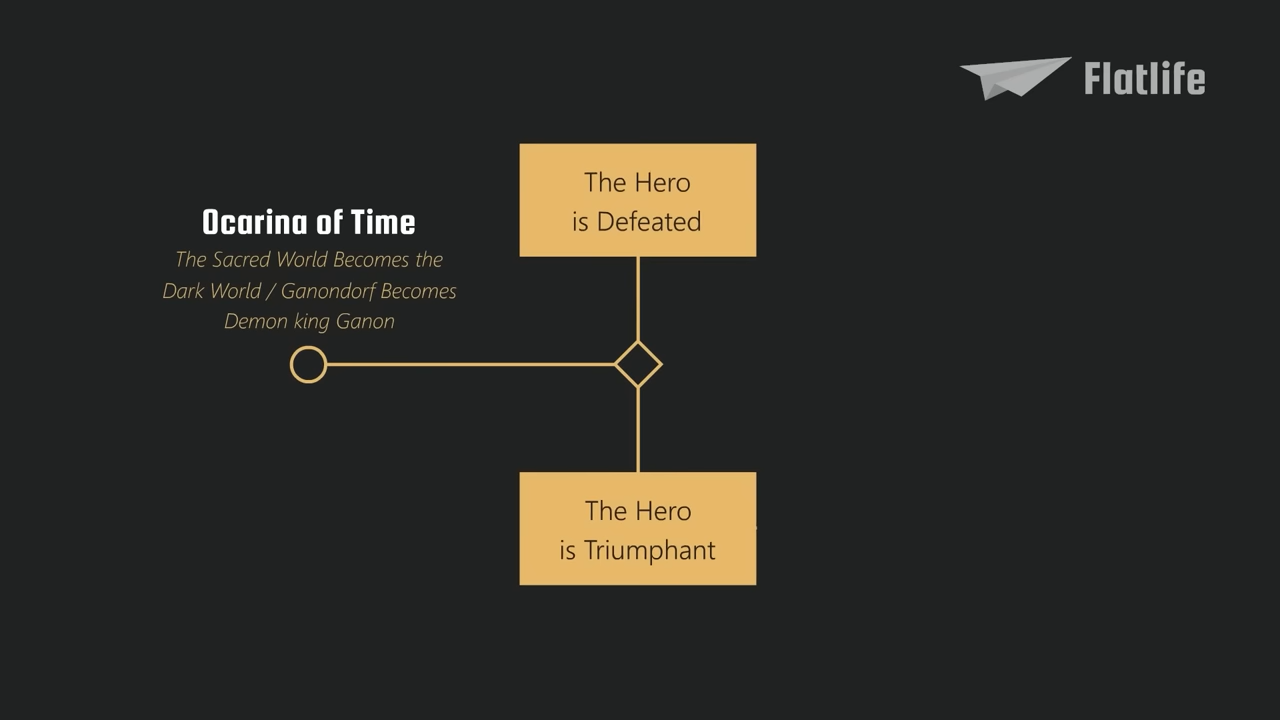 Flatlife
The Hero
is Defeated
Ocarina of Time
The Sacred World Becomes the
Dark World / Ganondorf Becomes
Demon king Ganon
The Hero
is Triumphant